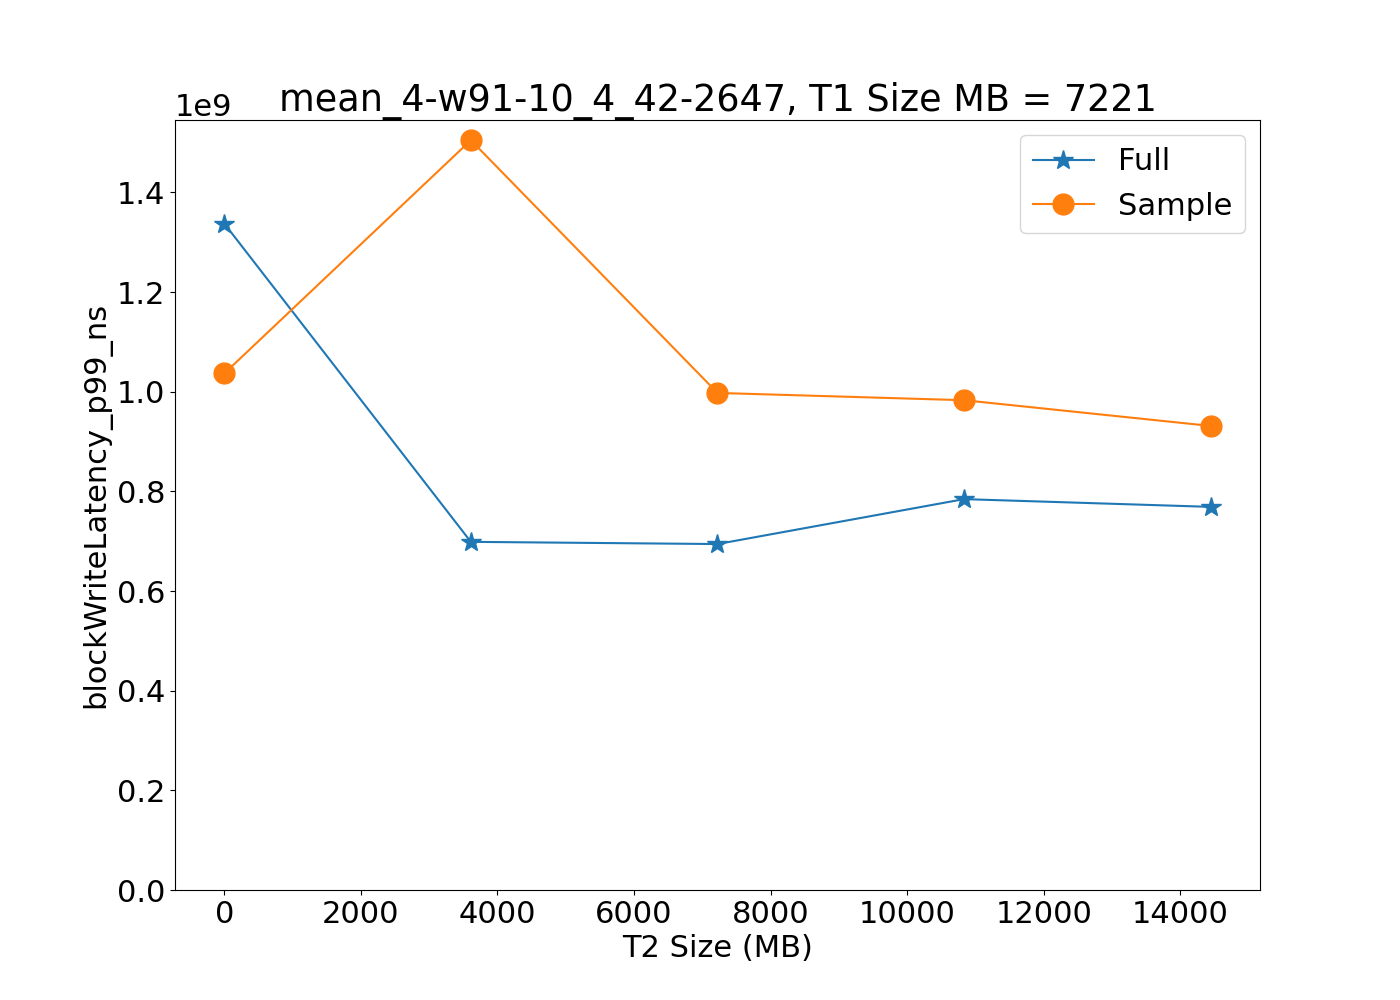 mean_4-w91-10_4_42-2647, T1 Size MB = 7221
1e9
Full
Sample
1.4
1.2
1.0
0.8
0.6
0.4
0.2
0.0
blockWriteLatency_p99_ns
0 2000 4000 6000 8000 10000 12000 14000
T2 Size (MB)